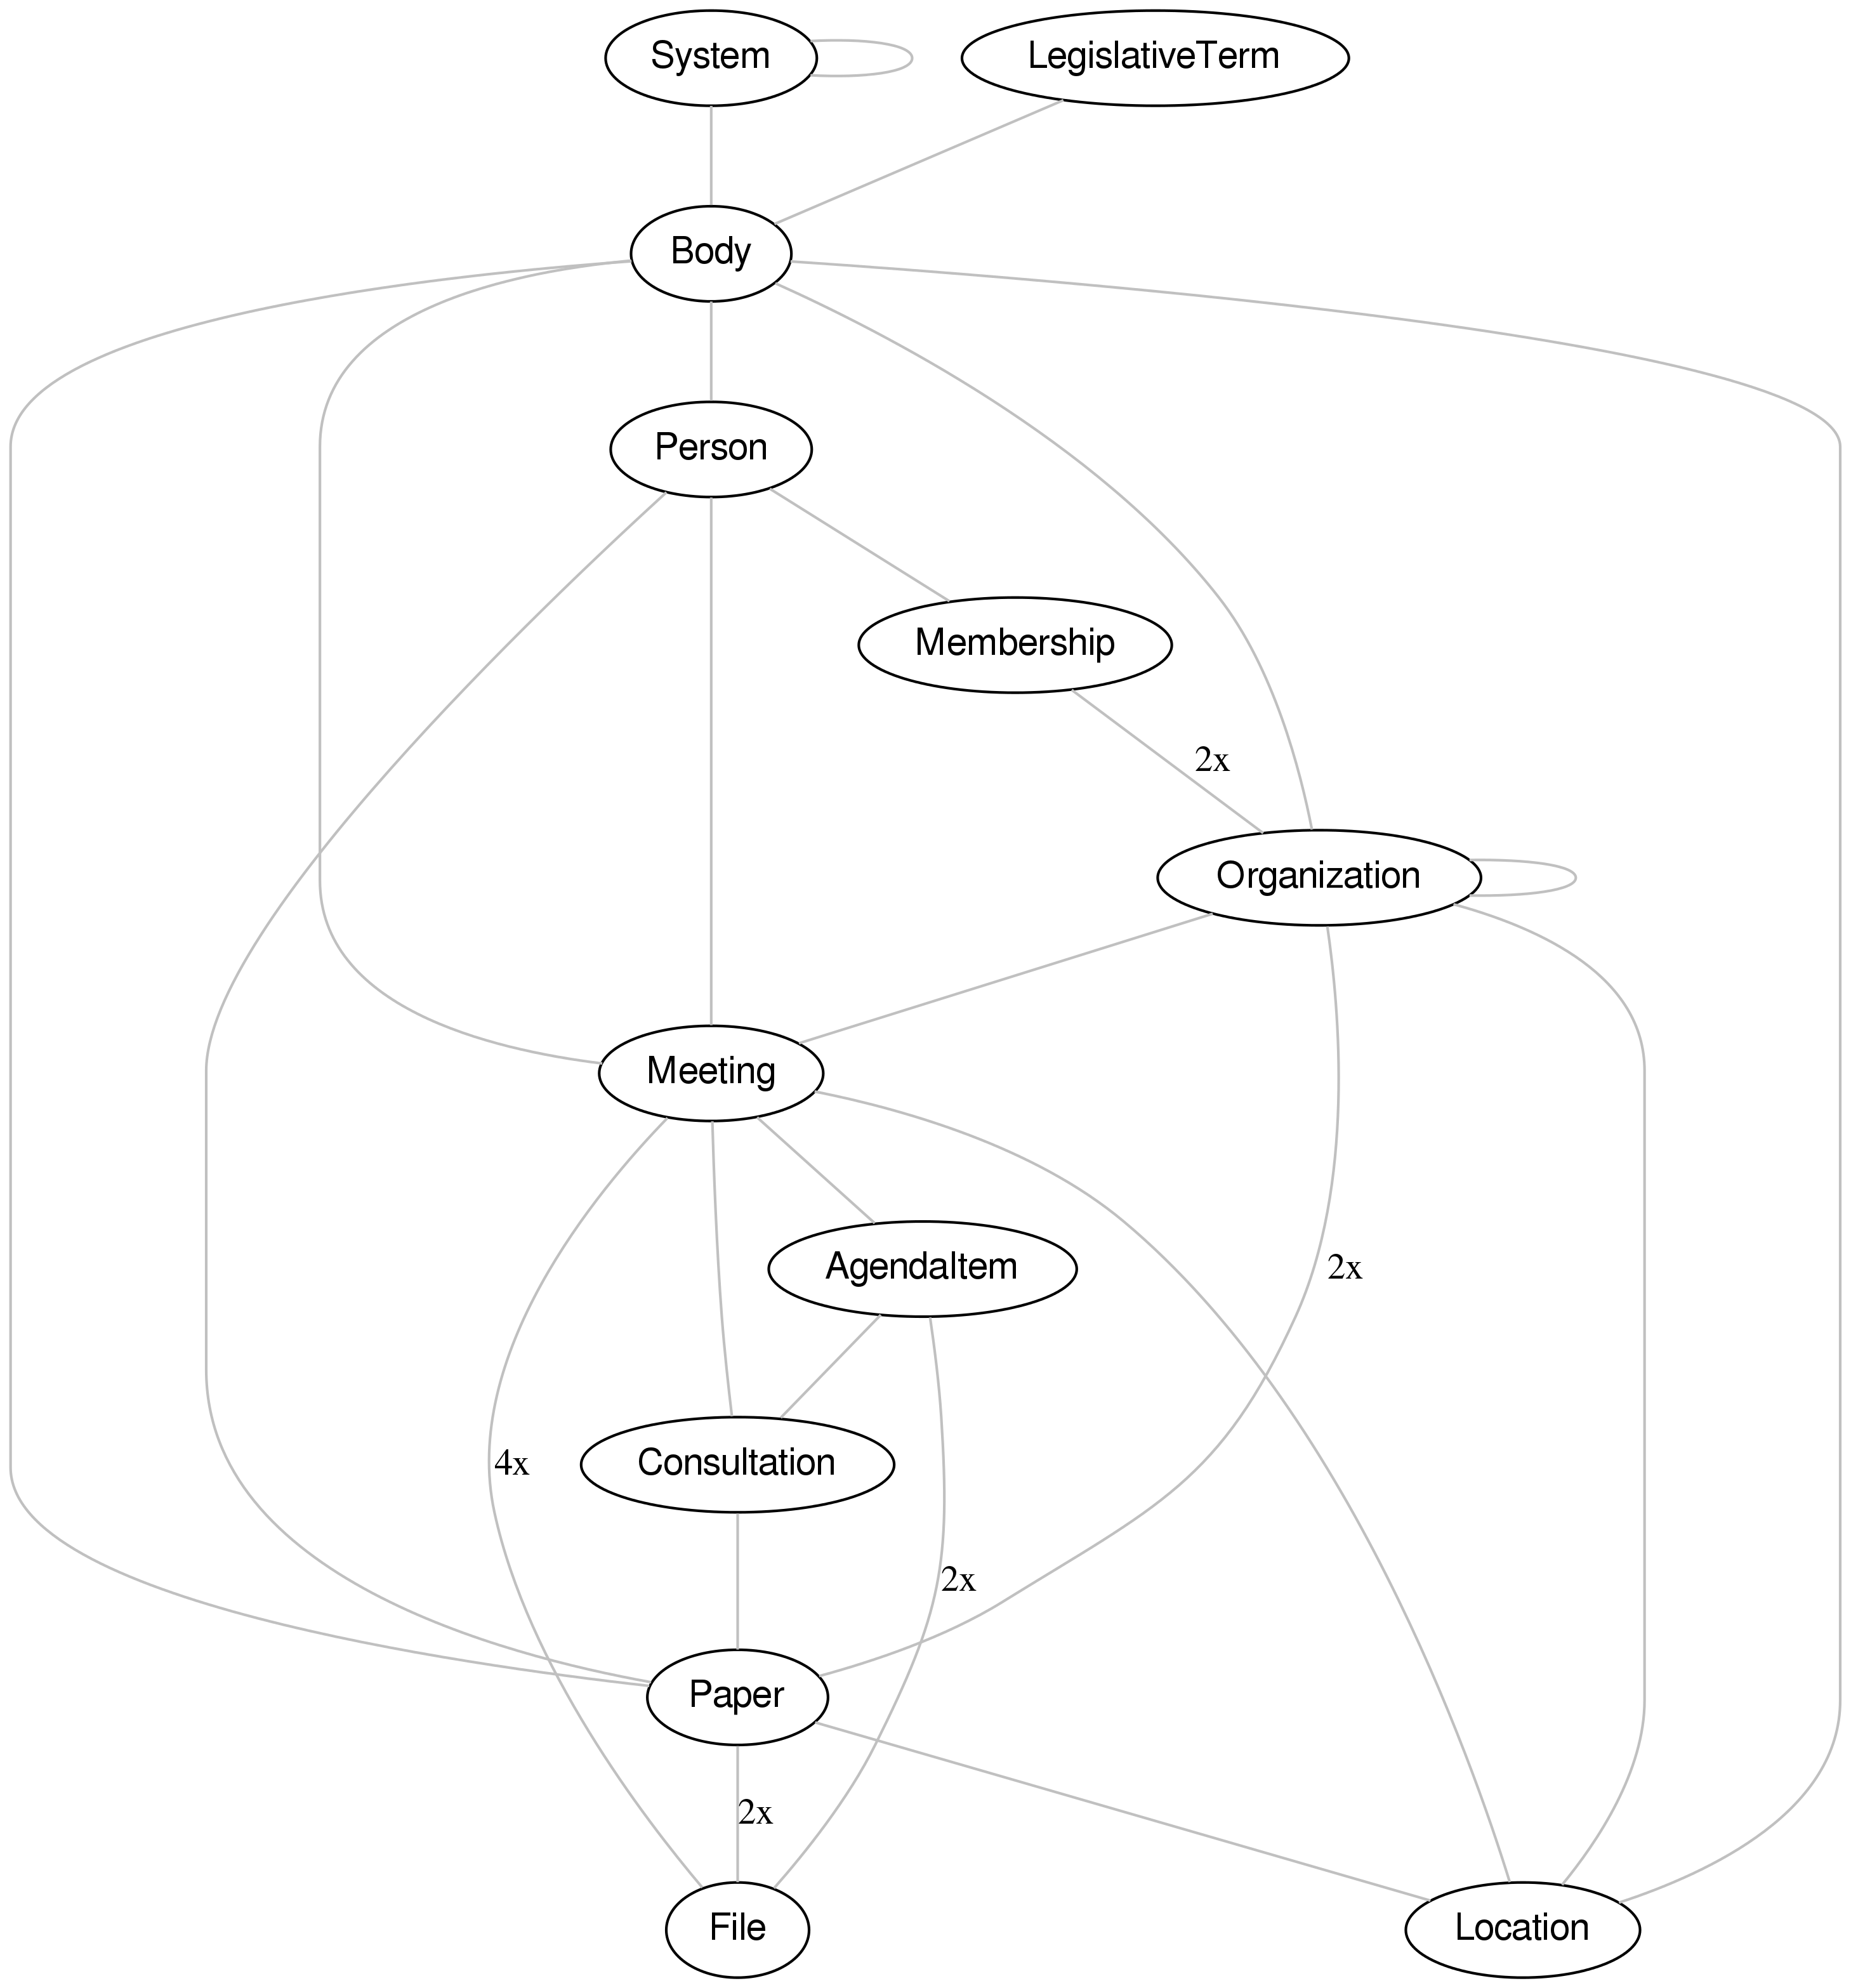 System
LegislativeTerm
Body
Person
Membership
2x
Organization
Meeting
AgendaItem
2x
4x
Consultation
2x
Paper
2x
File
Location